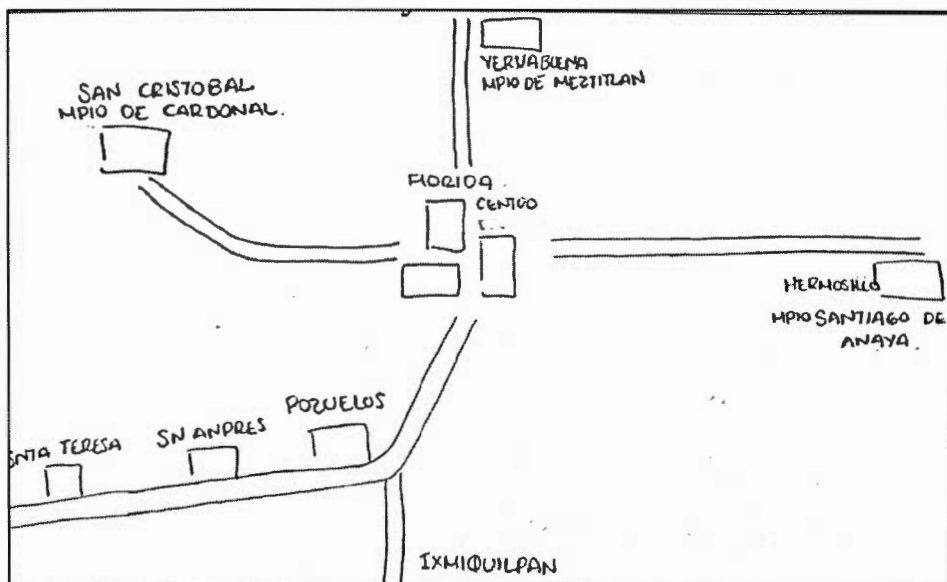 YERVABUENA
MPIO DE MEZTITLAN
SAN CRISTOBAL
MPIO DE CARDONAL.
FLORIDA
CENTRO
HERMOSILLO
MPIO SANTIAGO DE
ANAYA.
POZUELOS
SN ANDRES
SNTA TERESA
IXMIQUILPAN